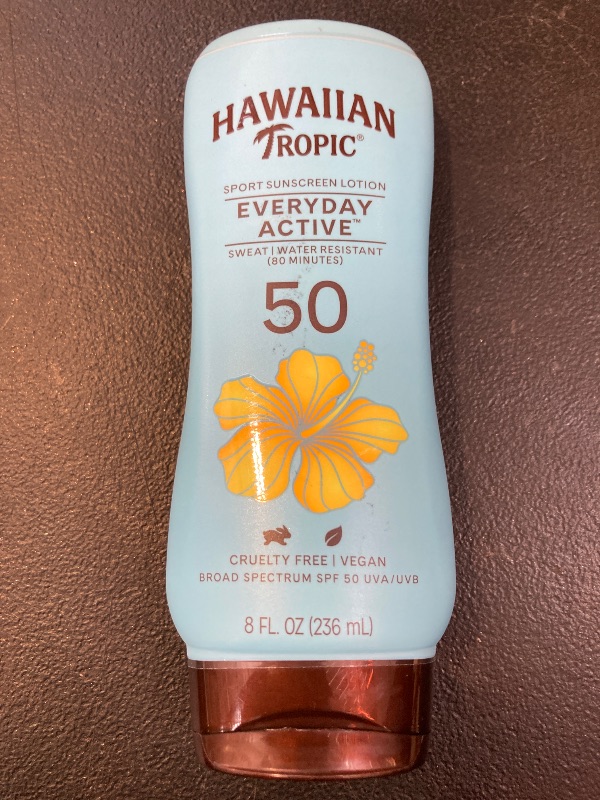 HAWAIIAN
TROPIC®
SPORT SUNSCREEN LOTION
EVERYDAY
ACTIVE™
SWEAT | WATER RESISTANT
(80 MINUTES)
50
CRUELTY FREE | VEGAN
BROAD SPECTRUM SPF 50 UVA/UVB
8 FL. OZ (236 mL)